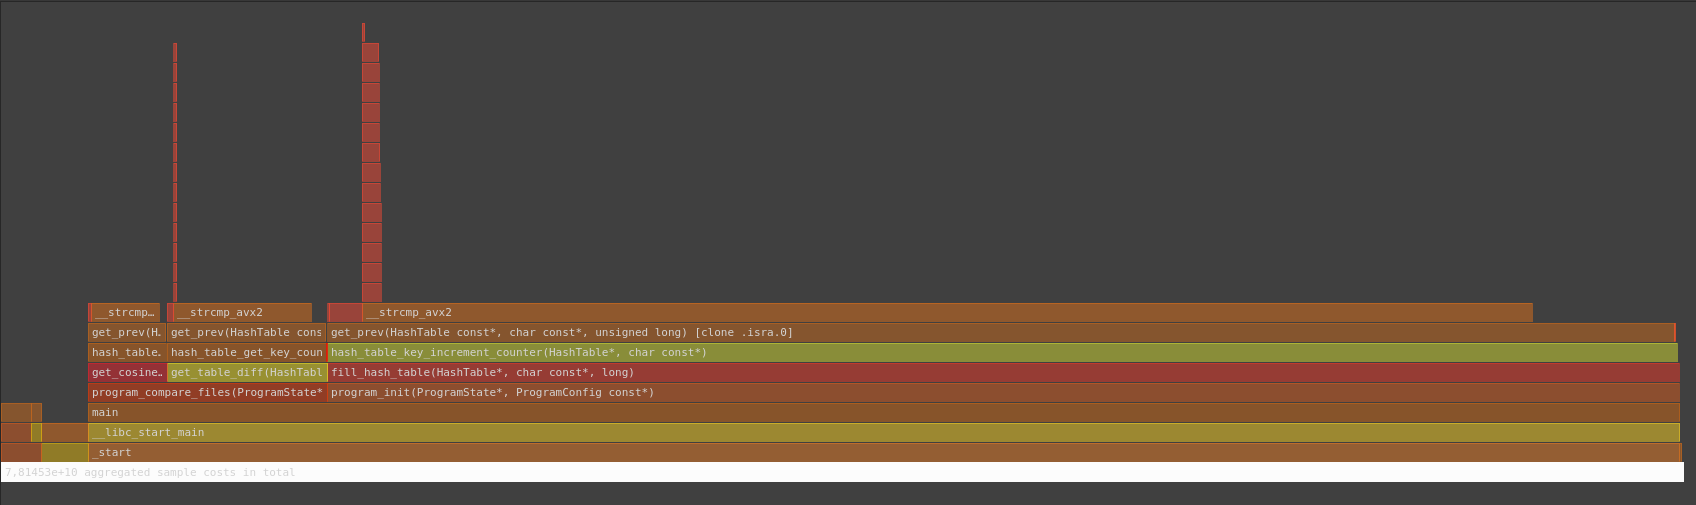 __strcmp… __strcmp_avx2 __strcmp_avx2
get_prev(H… get_prev(HashTable cons get_prev(HashTable const*, char const*, unsigned long) [clone .isra.0]
hash_table… hash_table_get_key_coun hash_table_key_increment_counter(HashTable*, char const*)
get_cosine… get_table_diff(HashTabl fill_hash_table(HashTable*, char const*, long)
program_compare_files(ProgramState* program_init(ProgramState*, ProgramConfig const*)
main
__libc_start_main
_start
7,81453e+10 aggregated sample costs in total